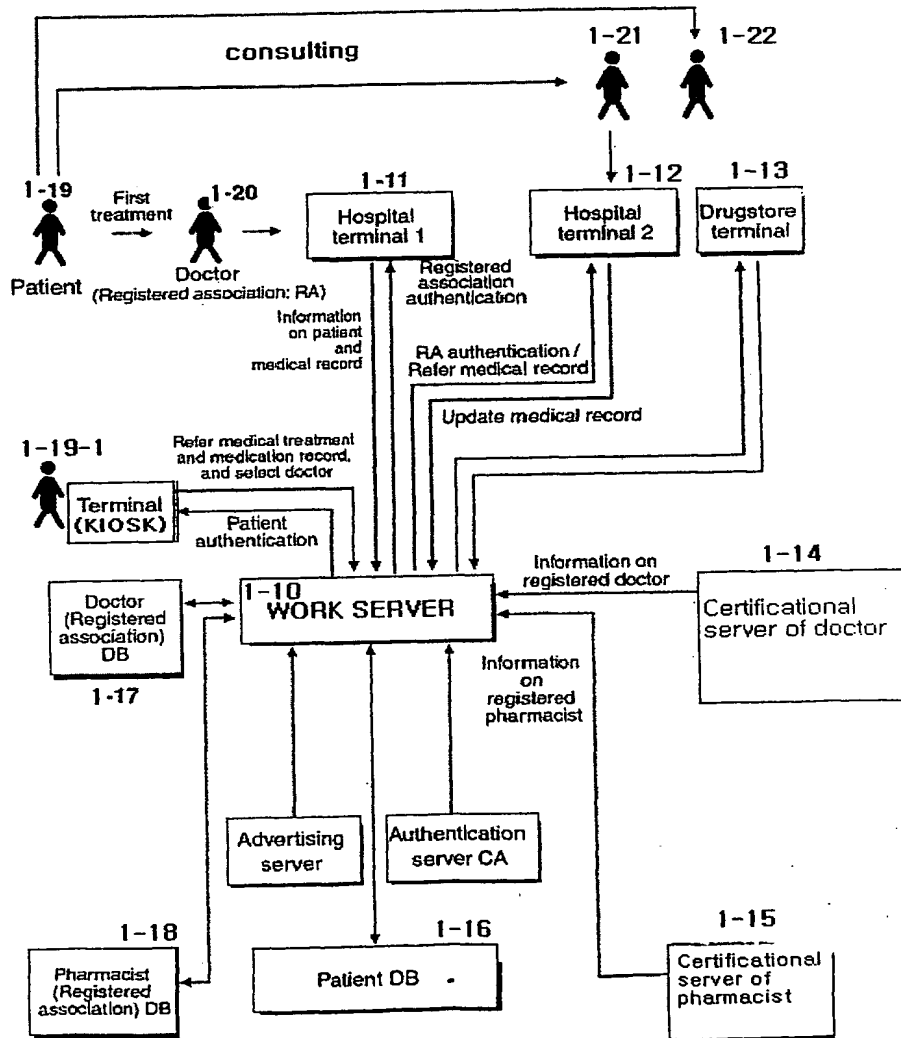 1-21
1-22
consulting
1-19
First
treatment
1-20
1-11
1-12
1-13
Hospital
terminal 1
Hospital
terminal 2
Drugstore
terminal
Patient
Doctor
(Registered association: RA)
Registered
association
authentication
Information
on patient
and
medical record
RA authentication /
Refer medical record
Update medical record
1-19-1
Refer medical treatment
and medication record,
and select doctor
Terminal
(KIOSK)
Patient
authentication
1-10
WORK SERVER
Information on
registered doctor
1-14
Certificational
server of doctor
Doctor
(Registered
association)
DB
1-17
Information
on
registered
pharmacist
Advertising
server
Authentication
server CA
1-18
Pharmacist
(Registered
association) DB
1-16
Patient DB
1-15
Certificational
server of
pharmacist